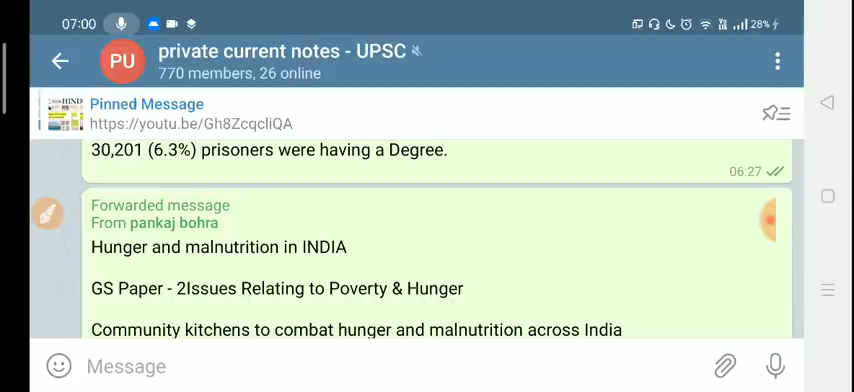 07:00
28%
PU
private current notes - UPSC
770 members, 26 online
HINDU
Pinned Message
https://youtu.be/Gh8ZcqcliQA
30,201 (6.3%) prisoners were having a Degree.
06:27
Forwarded message
From pankaj bohra
Hunger and malnutrition in INDIA
GS Paper - 2Issues Relating to Poverty & Hunger
Community kitchens to combat hunger and malnutrition across India
Message